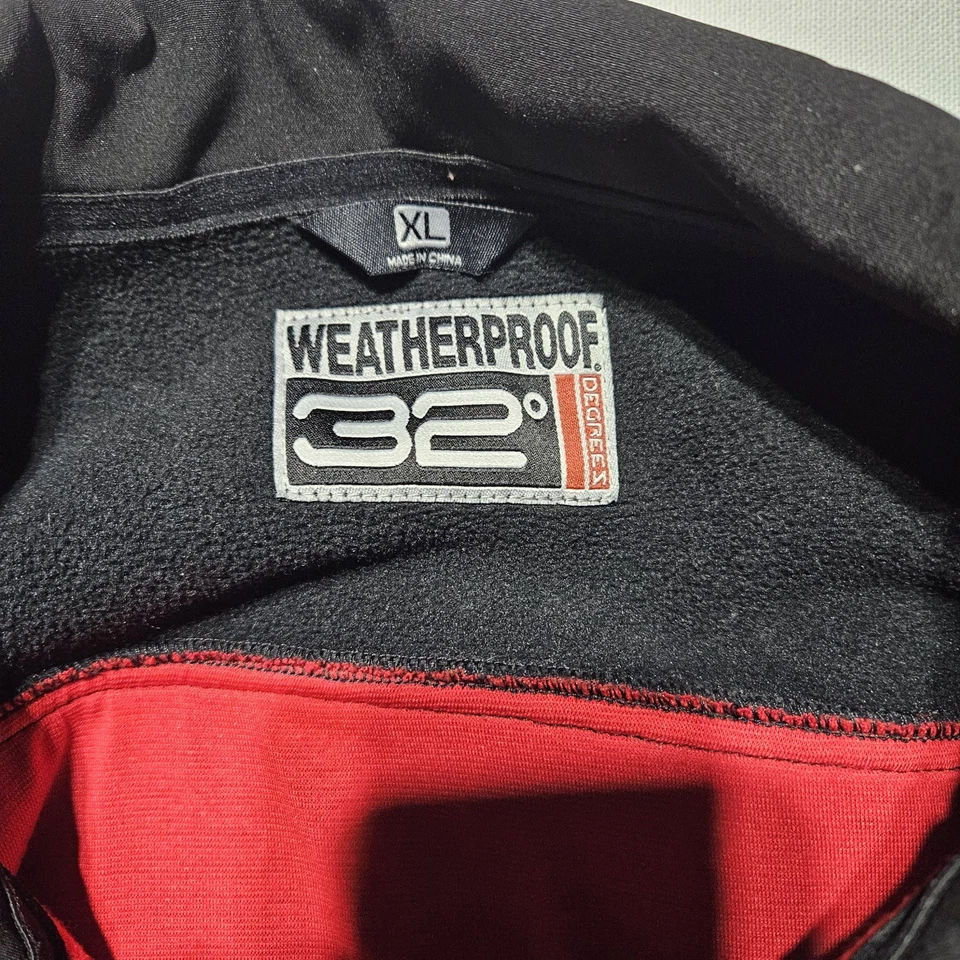 XL
MADE IN CHINA
WEATHERPROOF®
32°
DEGREES